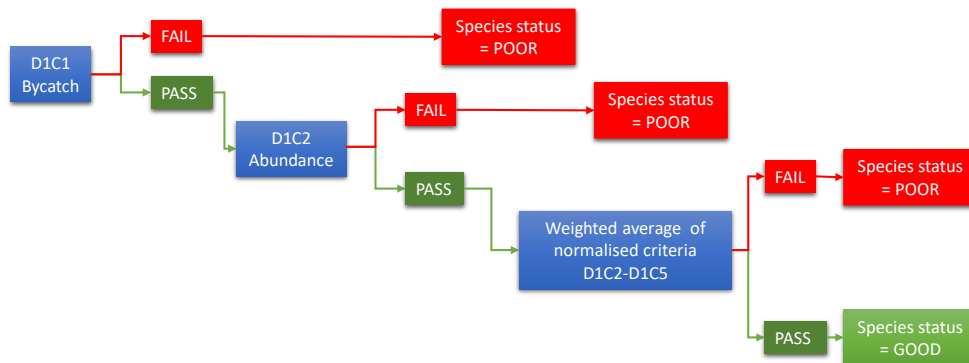 FAIL
Species status
= POOR
D1C1
Bycatch
PASS
FAIL
Species status
= POOR
D1C2
Abundance
PASS
FAIL
Species status
= POOR
Weighted average of
normalised criteria
D1C2-D1C5
PASS
Species status
= GOOD